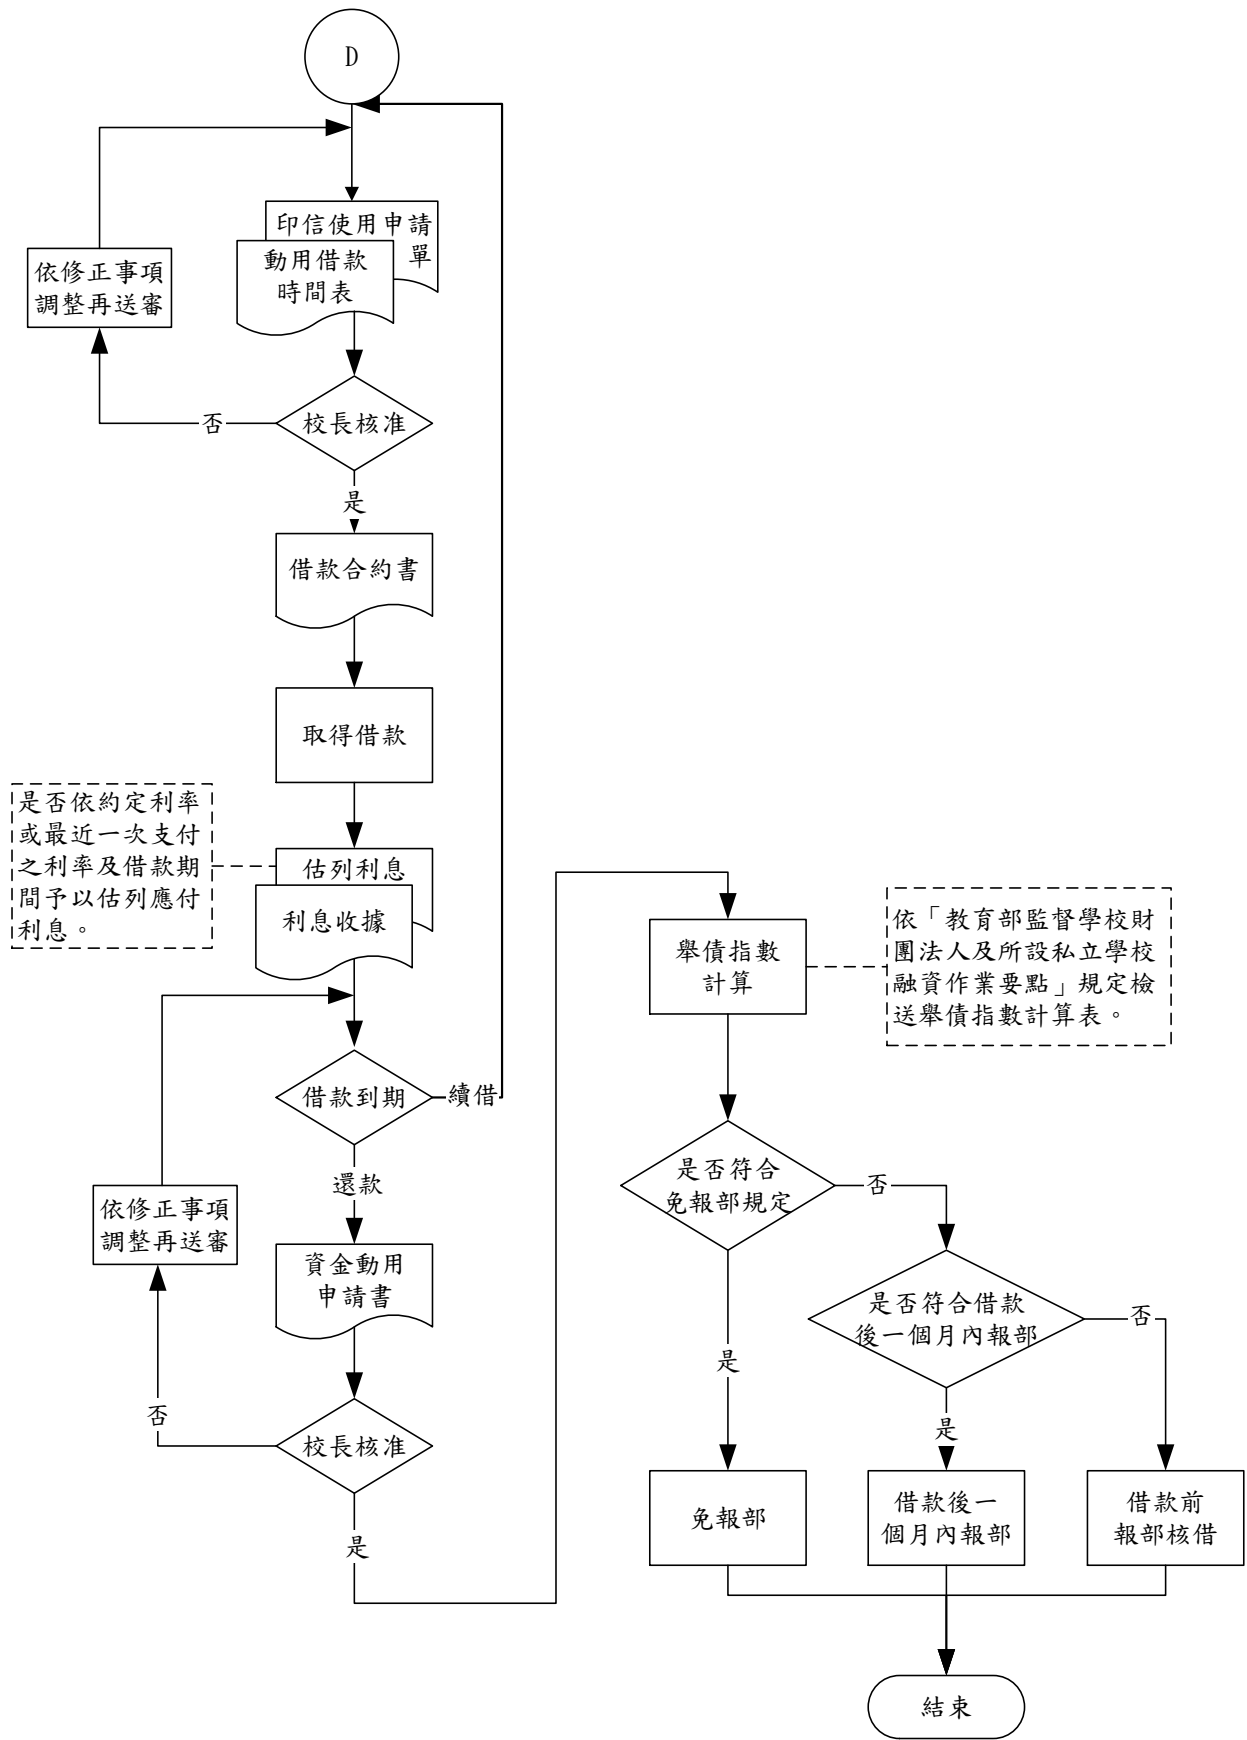 D
印信使用申請
單
動用借款
時間表
依修正事項
調整再送審
校長核准
否
是
借款合約書
取得借款
是否依約定利率
或最近一次支付
之利率及借款期
間予以估列應付
利息。
估列利息
利息收據
借款到期
續借
還款
依修正事項
調整再送審
資金動用
申請書
校長核准
否
是
舉債指數
計算
依「教育部監督學校財
團法人及所設私立學校
融資作業要點」規定檢
送舉債指數計算表。
是否符合
免報部規定
否
是
是否符合借款
後一個月內報部
否
是
免報部
借款後一
個月內報部
借款前
報部核借
結束